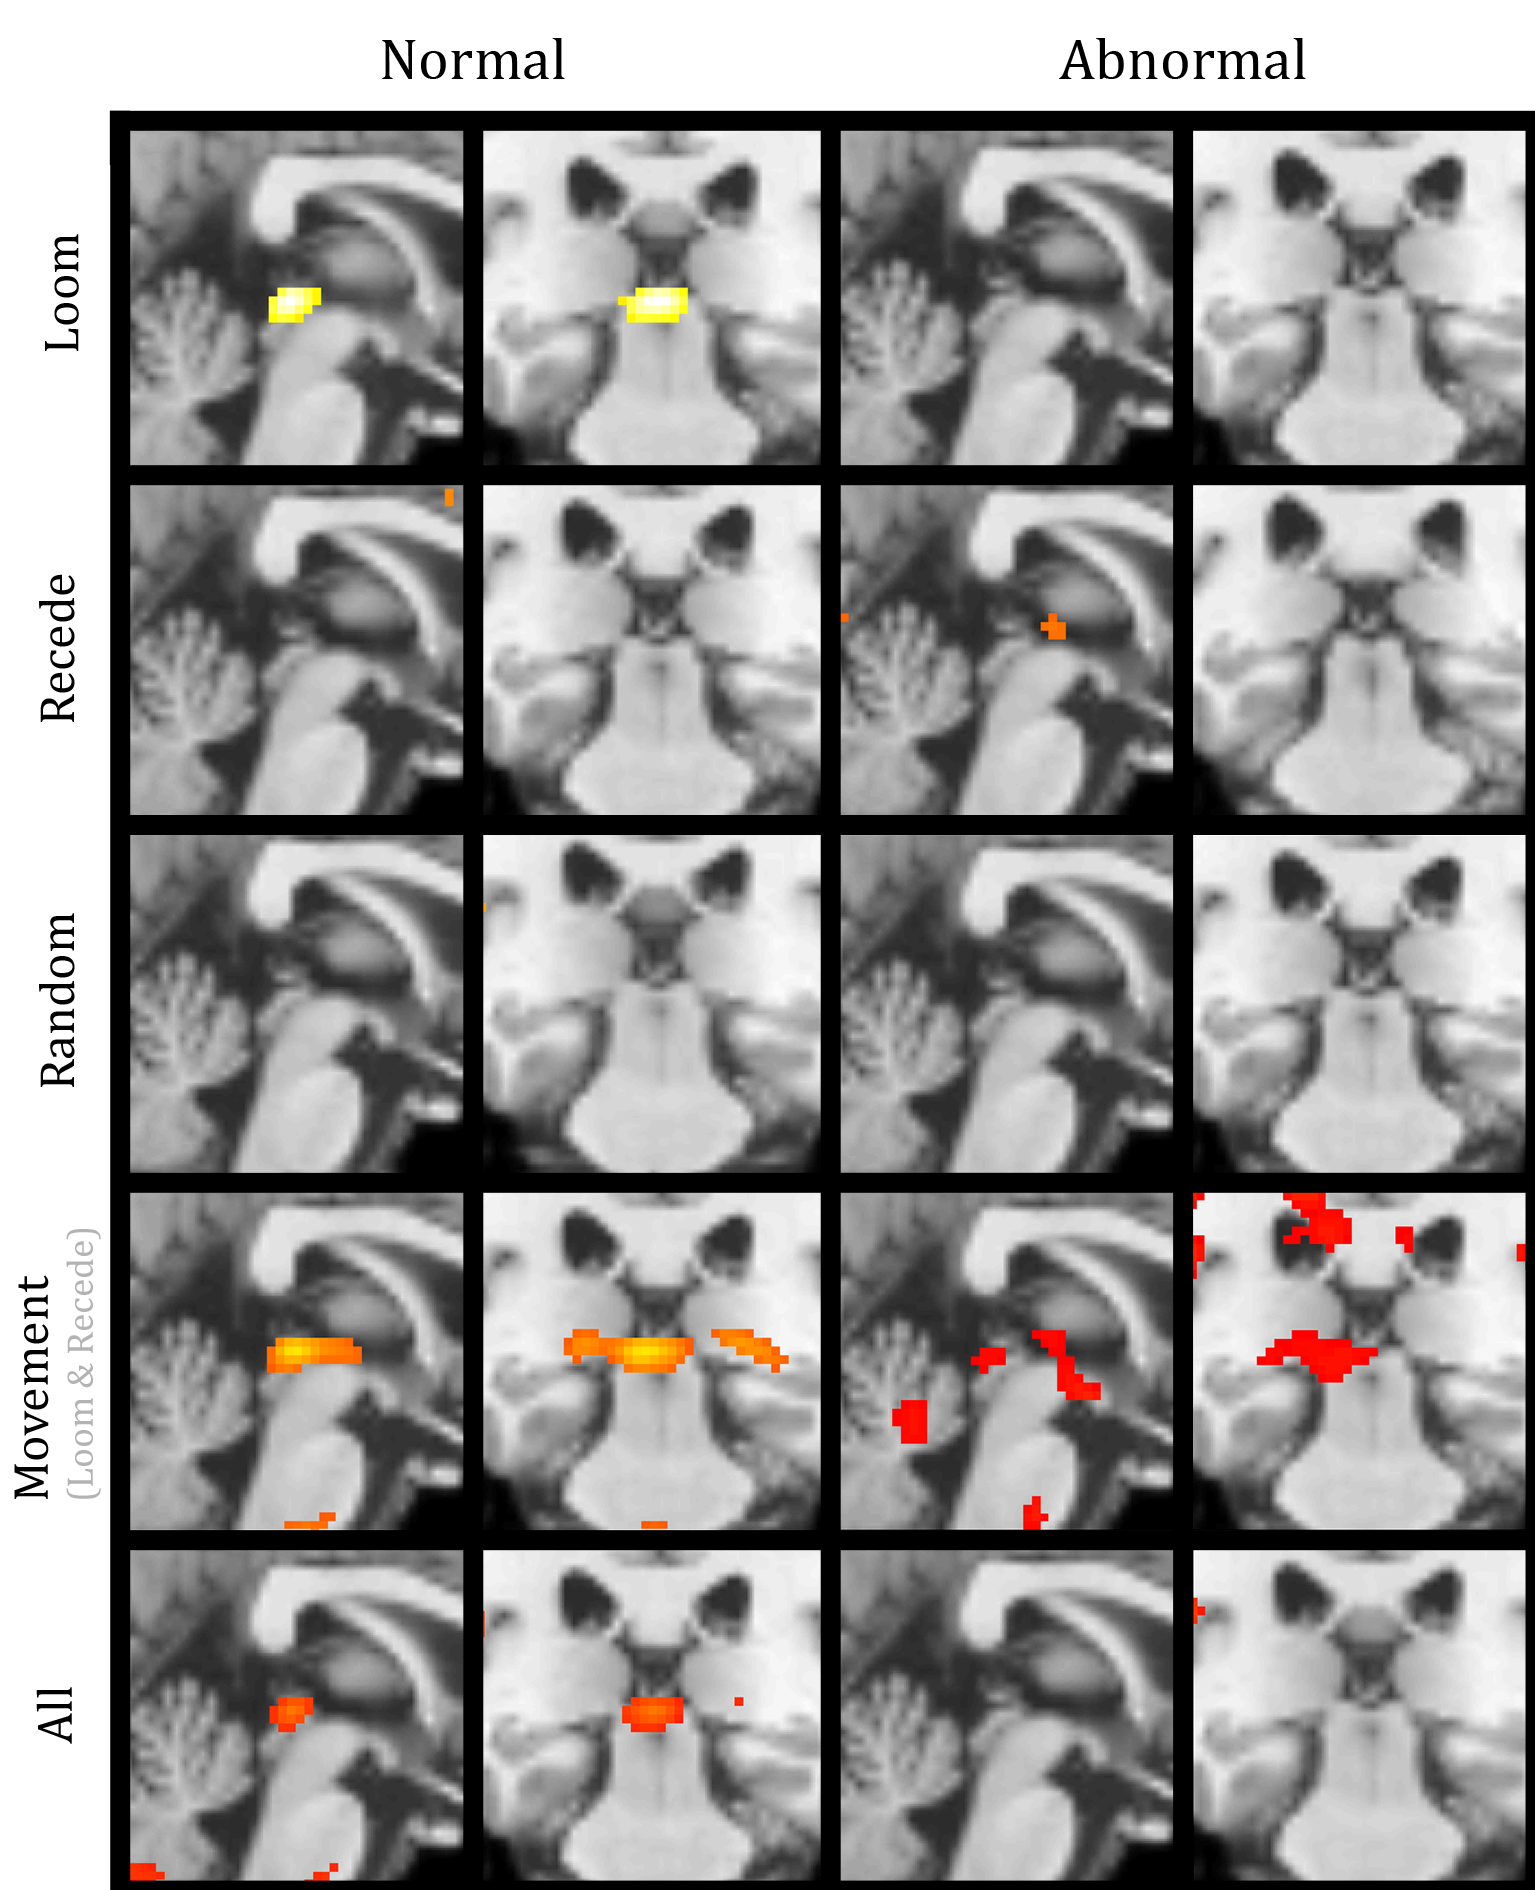 Normal
Abnormal
Loom
Recede
Random
Movement
(Loom & Recede)
All